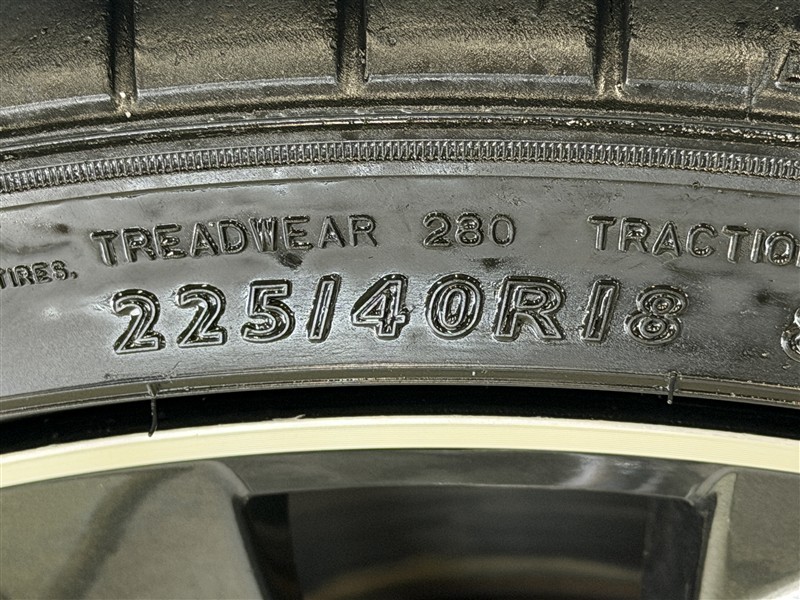 TIRES. TREADWEAR 280 TRACTION
225/40R18